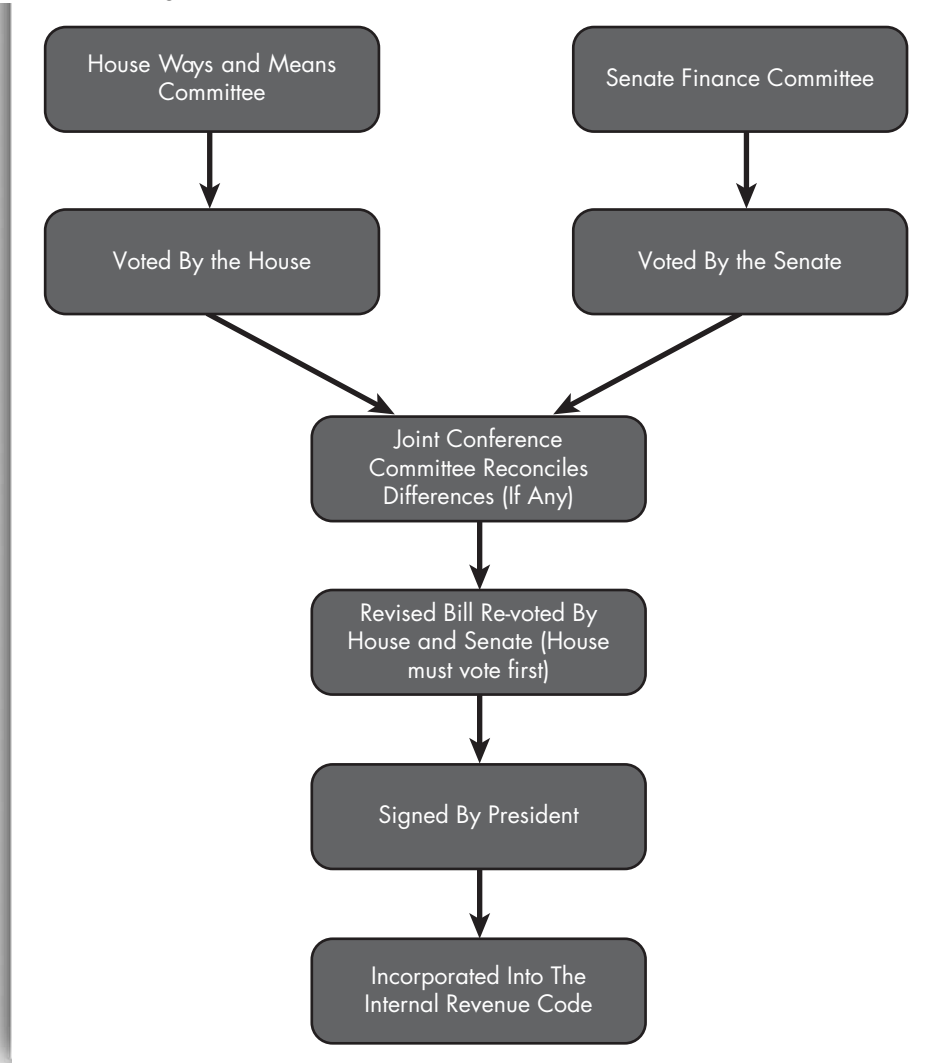 House Ways and Means
Committee
Senate Finance Committee
Voted By the House
Voted By the Senate
Joint Conference
Committee Reconciles
Differences (If Any)
Revised Bill Re-voted By
House and Senate (House
must vote first)
Signed By President
Incorporated Into The
Internal Revenue Code